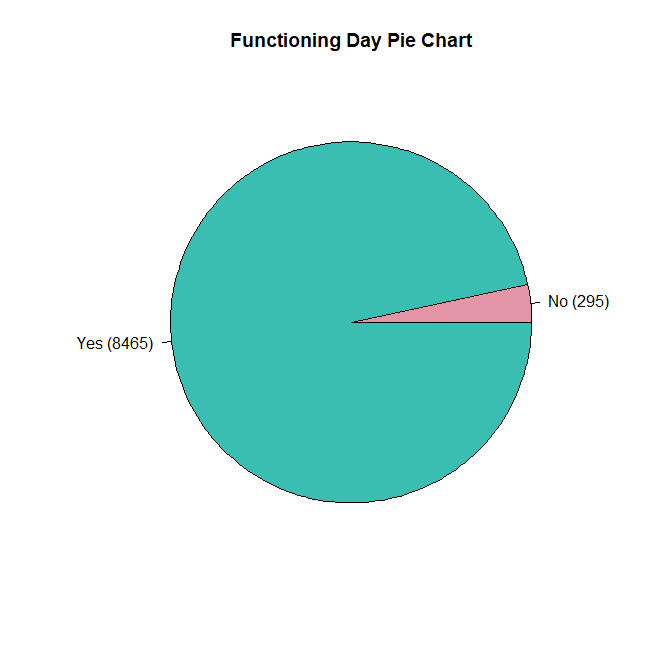 Functioning Day Pie Chart
No (295)
Yes (8465)